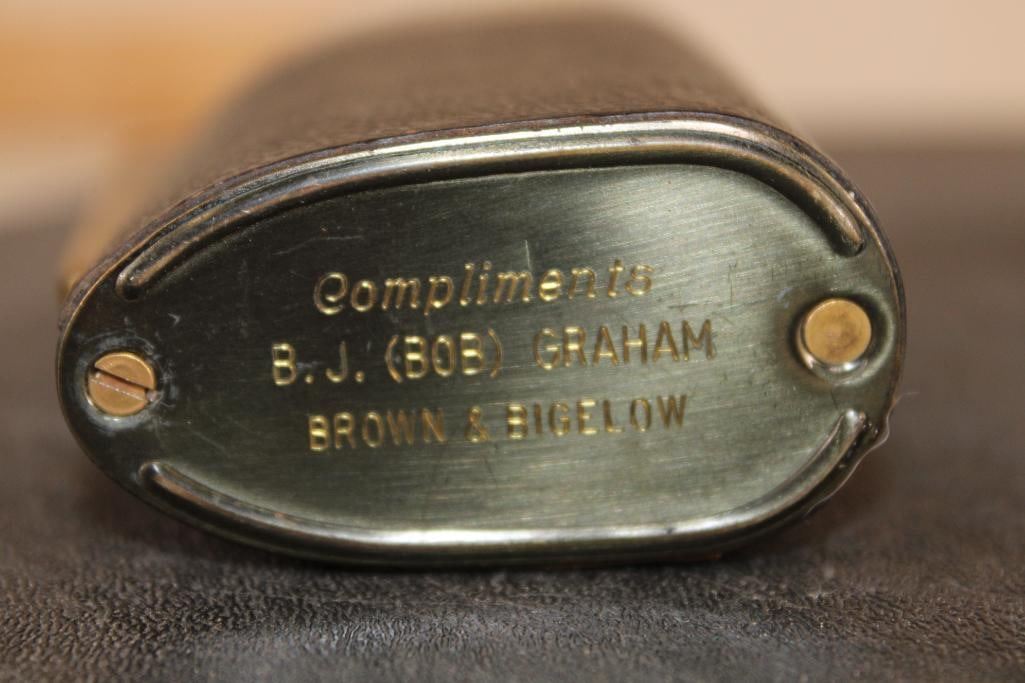 Compliments
B. J. (BOB) GRAHAM
BROWN & BIGELOW